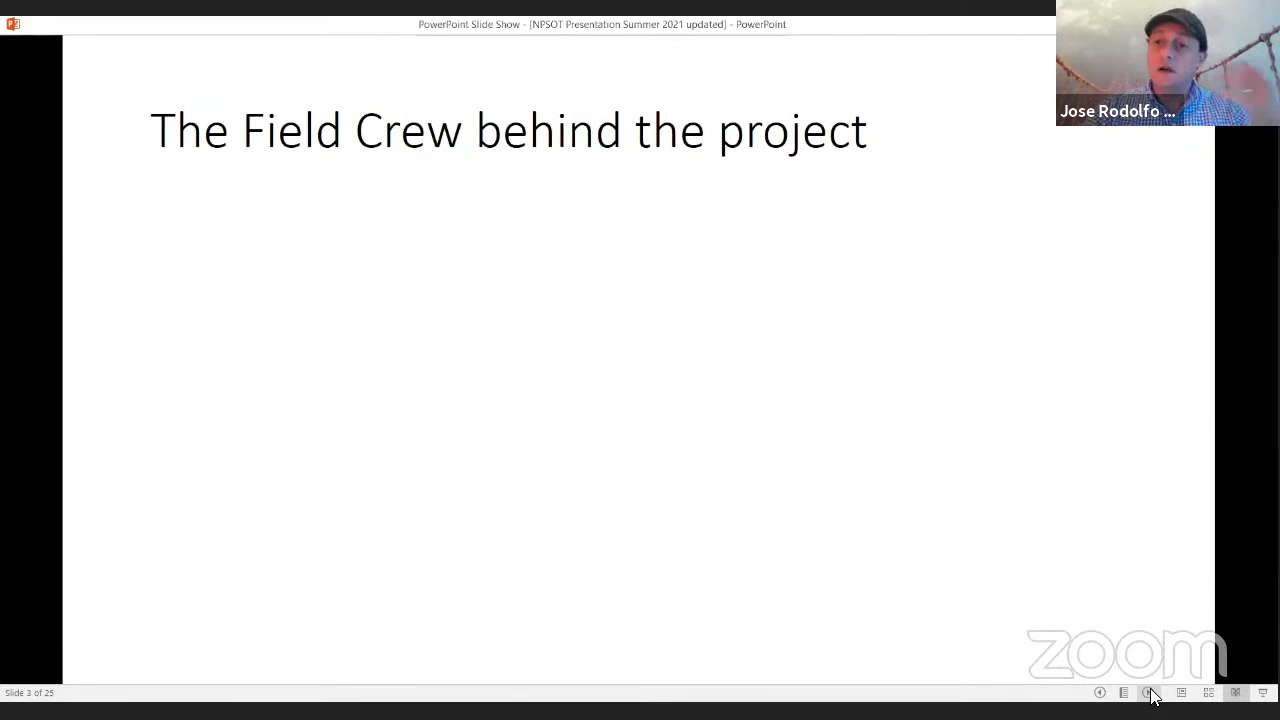 PowerPoint Slide Show - [NPSOT Presentation Summer 2021 updated] - PowerPoint
Jose Rodolfo ...
The Field Crew behind the project
zoom
Slide 3 of 25